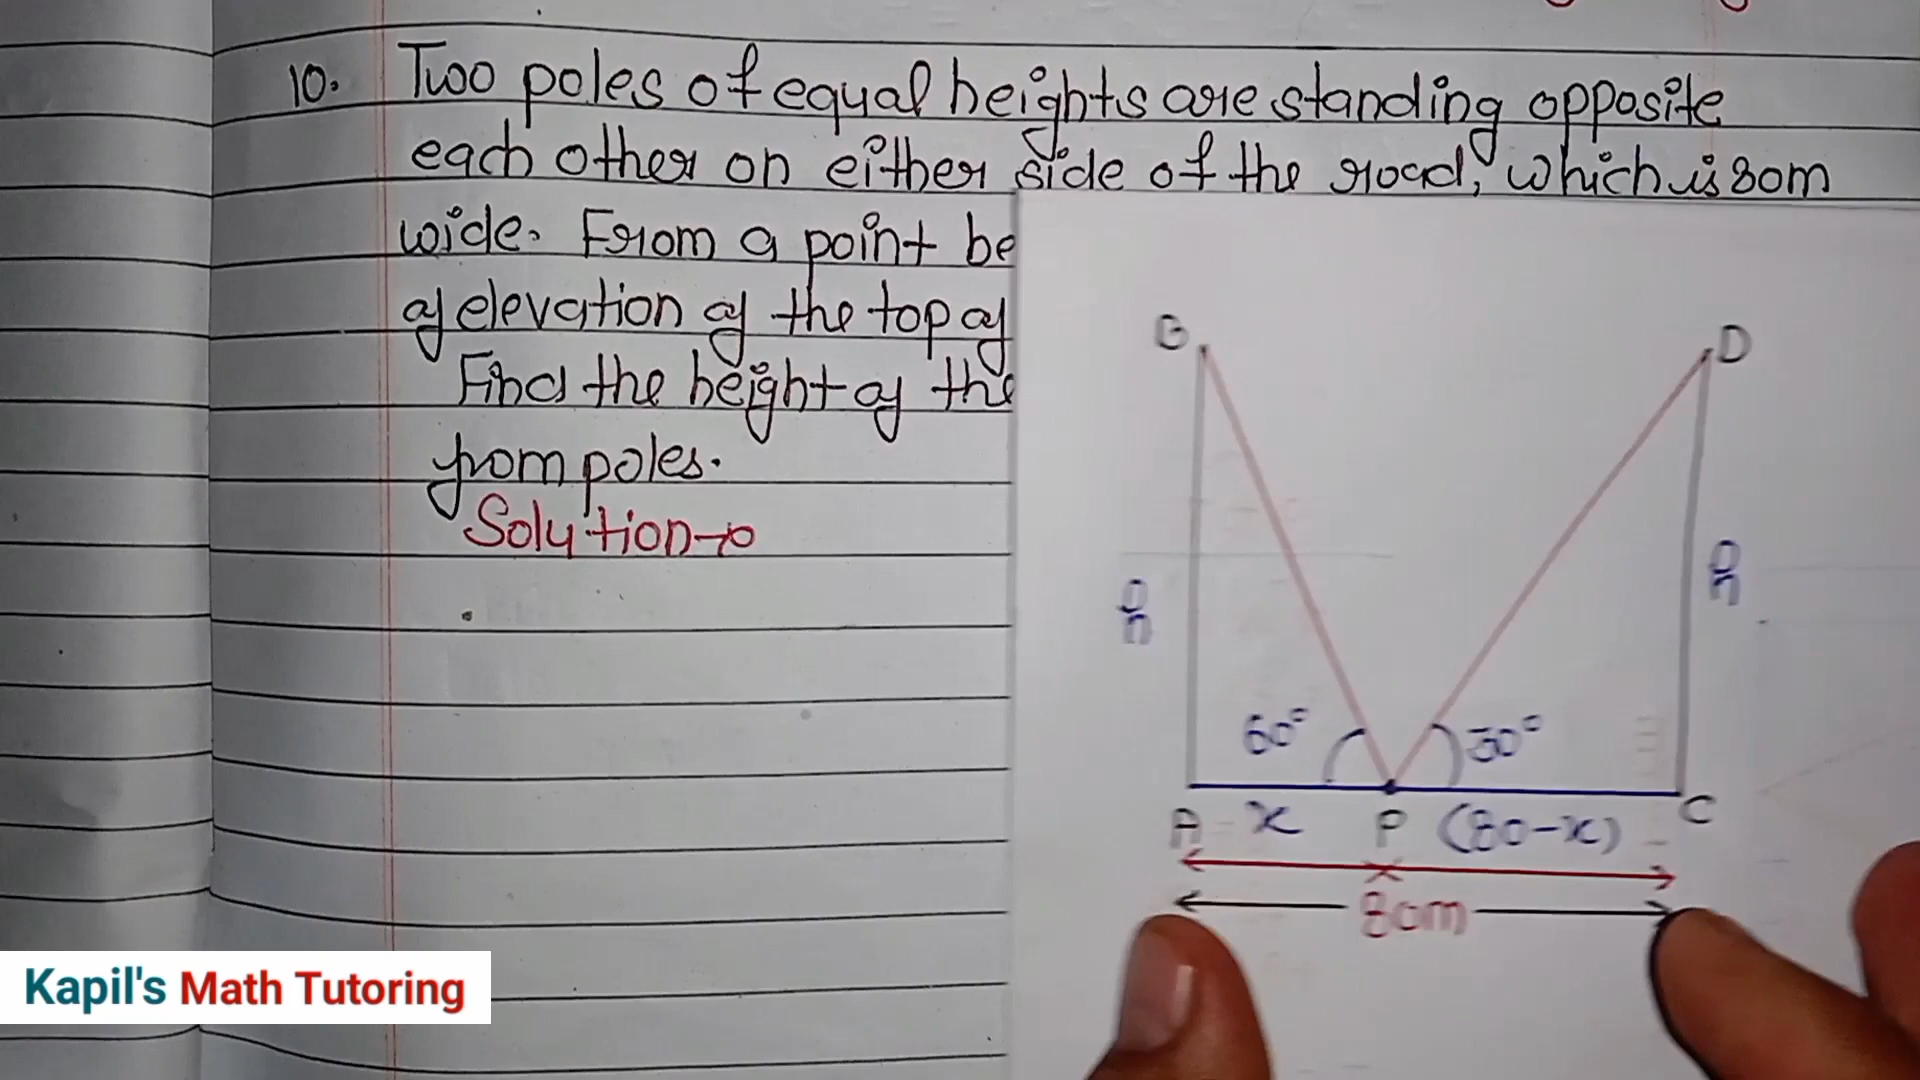 10. Two poles of equal heights are standing opposite
each other on either side of the road, which is 80m
wide. From a point be
of elevation of the top of
Find the height of the
from poles.
Solution→
B
D
h
h
60°
30°
A
x
P
(80-x)
C
80m
Kapil's Math Tutoring